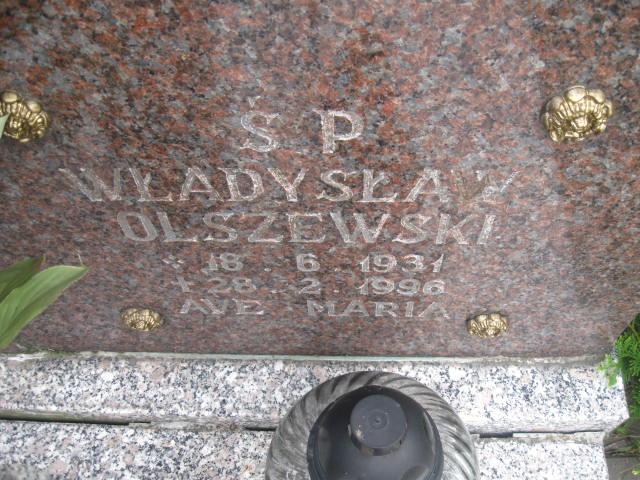 Ś P
WŁADYSŁAW
OLSZEWSKI
* 18. 6. 1931
+ 28. 2. 1996
AVE MARIA